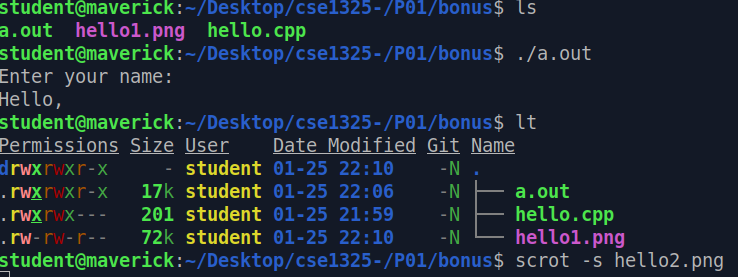 student@maverick:~/Desktop/cse1325-/P01/bonus$ ls
a.out  hello1.png  hello.cpp
student@maverick:~/Desktop/cse1325-/P01/bonus$ ./a.out
Enter your name:
Hello,
student@maverick:~/Desktop/cse1325-/P01/bonus$ lt
Permissions Size User    Date Modified Git Name
drwxrwxr-x     - student 01-25 22:10    -N .
.rwxrwxr-x   17k student 01-25 22:06    -N ├── a.out
.rwxrwx---   201 student 01-25 21:59    -N ├── hello.cpp
.rw-rw-r--   72k student 01-25 22:10    -N └── hello1.png
student@maverick:~/Desktop/cse1325-/P01/bonus$ scrot -s hello2.png